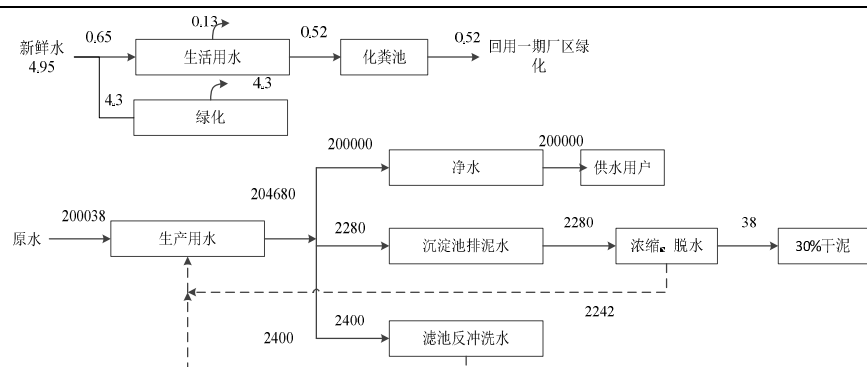 0.13
新鲜水
4.95
0.65
生活用水
0.52
化粪池
0.52
回用一期厂区绿
化
4.3
绿化
4.3
200000
净水
200000
供水用户
204680
原水
200038
生产用水
2280
沉淀池排泥水
2280
浓缩、脱水
38
30%干泥
2242
2400
2400
滤池反冲洗水